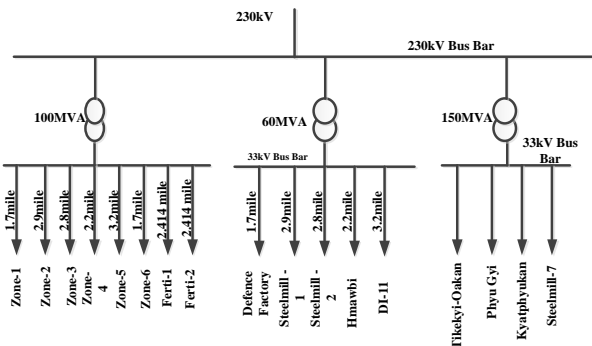 230kV
230kV Bus Bar
100MVA
60MVA
150MVA
33kV Bus Bar
33kV Bus
Bar
1.7mile
2.9mile
2.8mile
2.2mile
3.2mile
1.7mile
2.414 mile
2.414 mile
1.7mile
2.9mile
2.8mile
2.2mile
3.2mile
Zone-1
Zone-2
Zone-3
Zone-
4
Zone-5
Zone-6
Ferti-1
Ferti-2
Defence
Factory
Steelmill -
1
Steelmill -
2
Hmawbi
DI-11
Tikekyi-Oakan
Phyu Gyi
Kyatphyukan
Steelmill-7